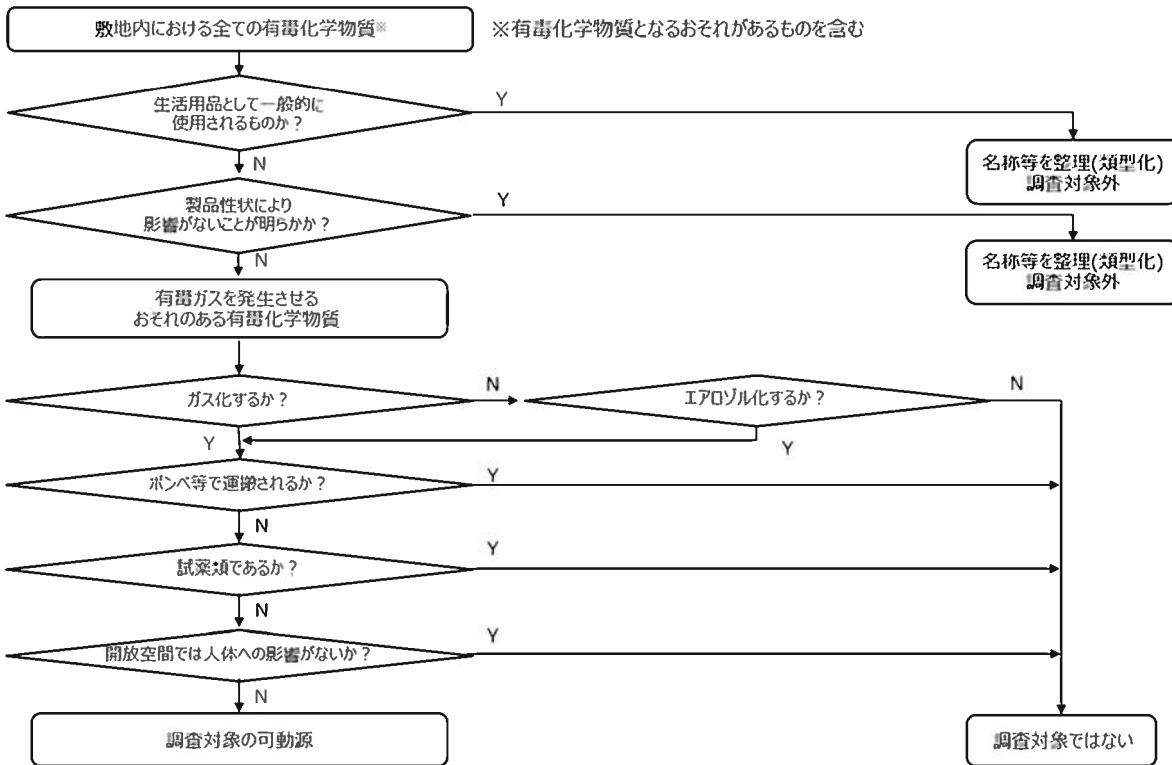 敷地内における全ての有毒化学物質※
※有毒化学物質となるおそれがあるものを含む
生活用品として一般的に
使用されるものか？
Y
N
名称等を整理(類型化)
調査対象外
製品性状により
影響がないことが明らかか？
Y
N
名称等を整理(類型化)
調査対象外
有毒ガスを発生させる
おそれのある有毒化学物質
ガス化するか？
N
エアロゾル化するか？
N
Y
Y
ボンベ等で運搬されるか？
Y
N
試薬類であるか？
Y
N
開放空間では人体への影響がないか？
Y
N
調査対象の可動源
調査対象ではない